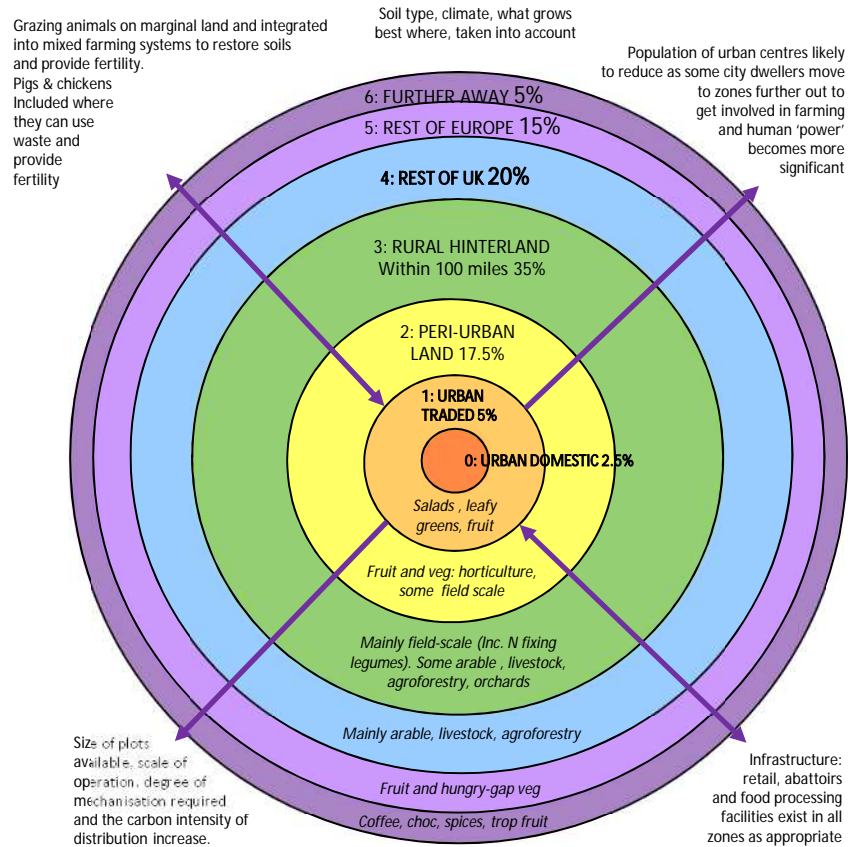 Soil type, climate, what grows
best where, taken into account
Grazing animals on marginal land and integrated
into mixed farming systems to restore soils
and provide fertility.
Pigs & chickens
Included where
they can use
waste and
provide
fertility
Population of urban centres likely
to reduce as some city dwellers move
to zones further out to
get involved in farming
and human ‘power’
becomes more
significant
6: FURTHER AWAY 5%
5: REST OF EUROPE 15%
4: REST OF UK 20%
3: RURAL HINTERLAND
Within 100 miles 35%
2: PERI-URBAN
LAND 17.5%
1: URBAN
TRADED 5%
0: URBAN DOMESTIC 2.5%
Salads , leafy
greens, fruit
Fruit and veg: horticulture,
some field scale
Mainly field-scale (Inc. N fixing
legumes). Some arable , livestock,
agroforestry, orchards
Mainly arable, livestock, agroforestry
Fruit and hungry-gap veg
Coffee, choc, spices, trop fruit
Size of plots
available, scale of
operation, degree of
mechanisation required
and the carbon intensity of
distribution increase.
Infrastructure:
retail, abattoirs
and food processing
facilities exist in all
zones as appropriate